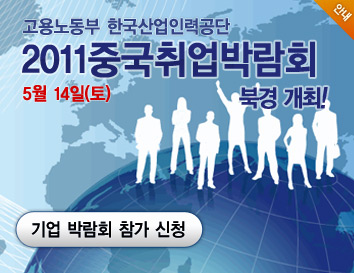 안내
고용노동부 한국산업인력공단
2011중국취업박람회
5월 14일(토)
북경 개최!
기업 박람회 참가 신청